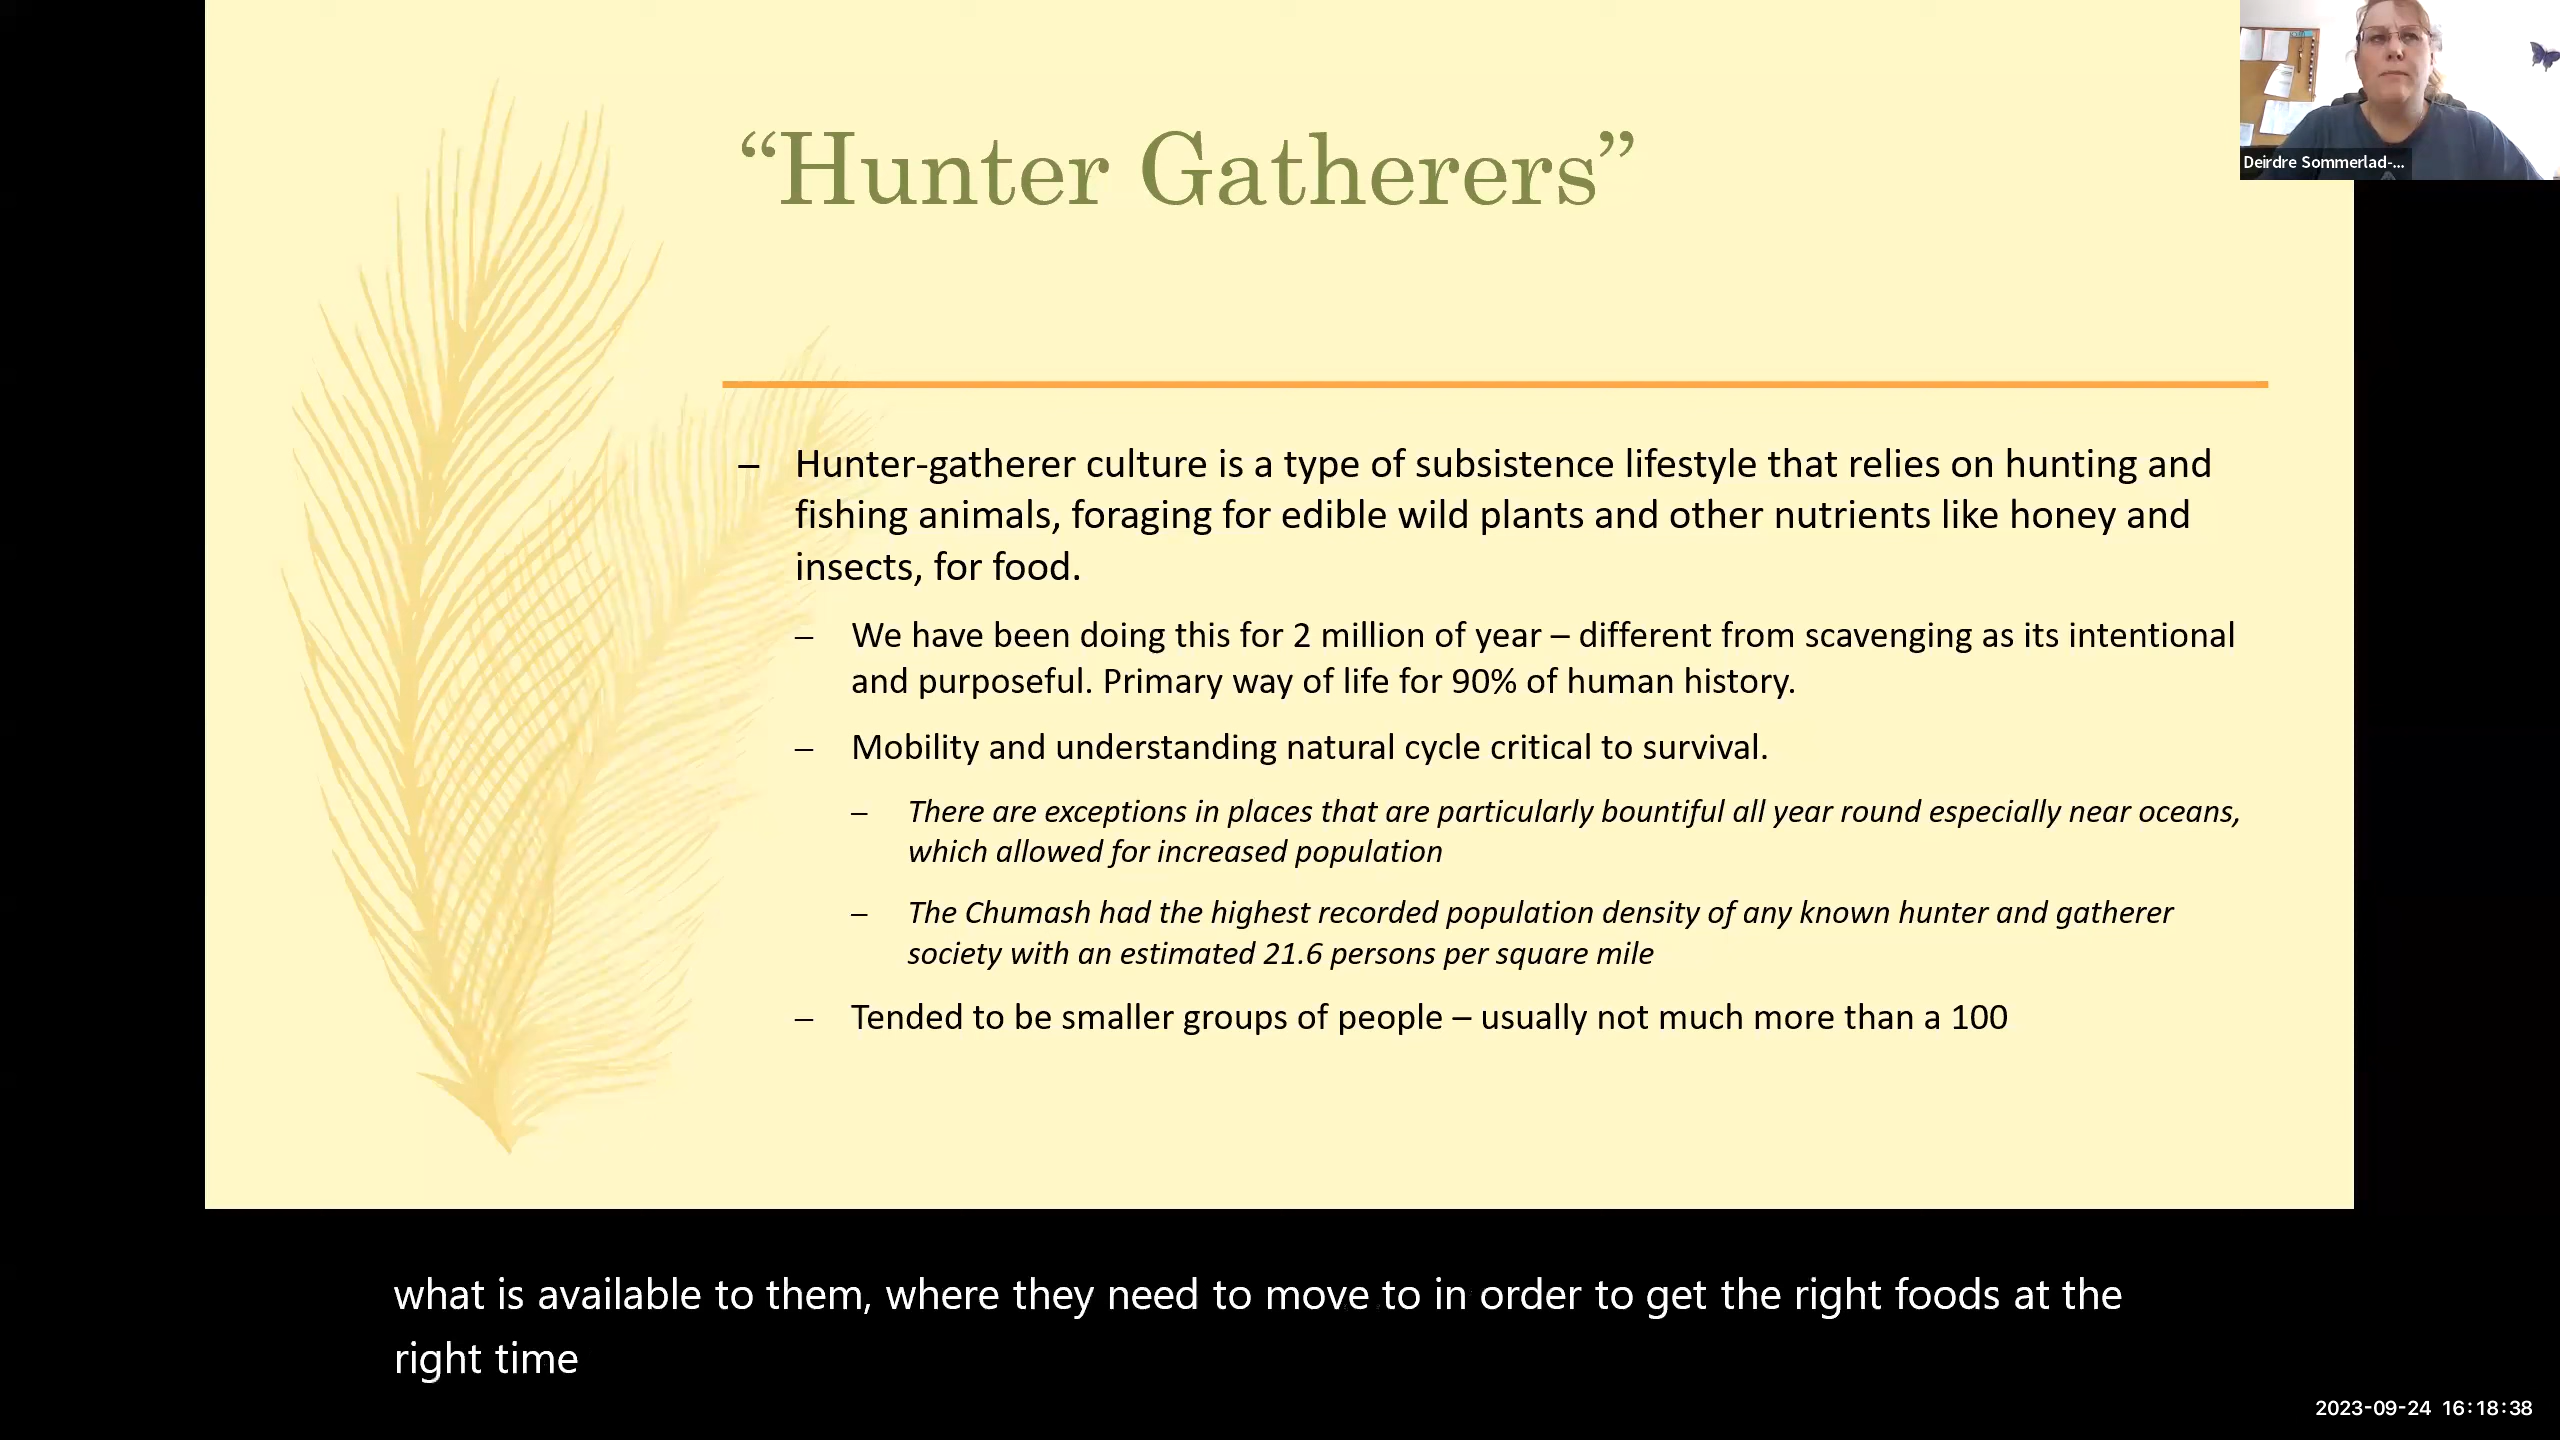 “Hunter Gatherers”
Deirdre Sommerlad-...
– Hunter-gatherer culture is a type of subsistence lifestyle that relies on hunting and
fishing animals, foraging for edible wild plants and other nutrients like honey and
insects, for food.
– We have been doing this for 2 million of year – different from scavenging as its intentional
and purposeful. Primary way of life for 90% of human history.
– Mobility and understanding natural cycle critical to survival.
– There are exceptions in places that are particularly bountiful all year round especially near oceans,
which allowed for increased population
– The Chumash had the highest recorded population density of any known hunter and gatherer
society with an estimated 21.6 persons per square mile
– Tended to be smaller groups of people – usually not much more than a 100
what is available to them, where they need to move to in order to get the right foods at the
right time
2023-09-24 16:18:38